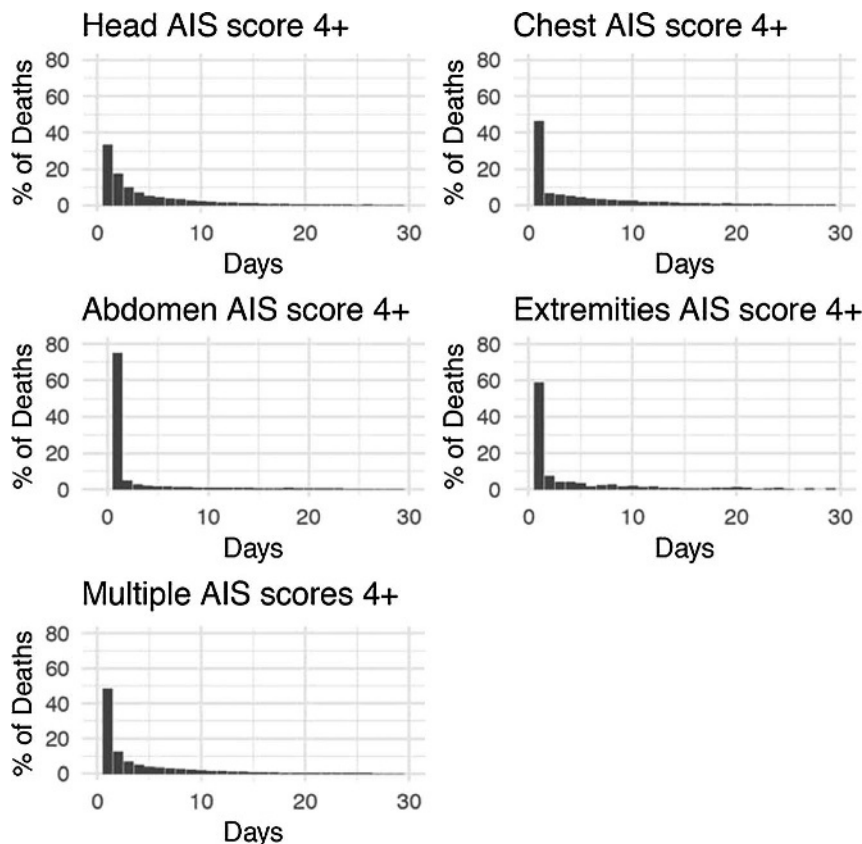 Head AIS score 4+
% of Deaths
80
60
40
20
0
0 10 20 30
Days
Chest AIS score 4+
% of Deaths
80
60
40
20
0
0 10 20 30
Days
Abdomen AIS score 4+
% of Deaths
80
60
40
20
0
0 10 20 30
Days
Extremities AIS score 4+
% of Deaths
80
60
40
20
0
0 10 20 30
Days
Multiple AIS scores 4+
% of Deaths
80
60
40
20
0
0 10 20 30
Days